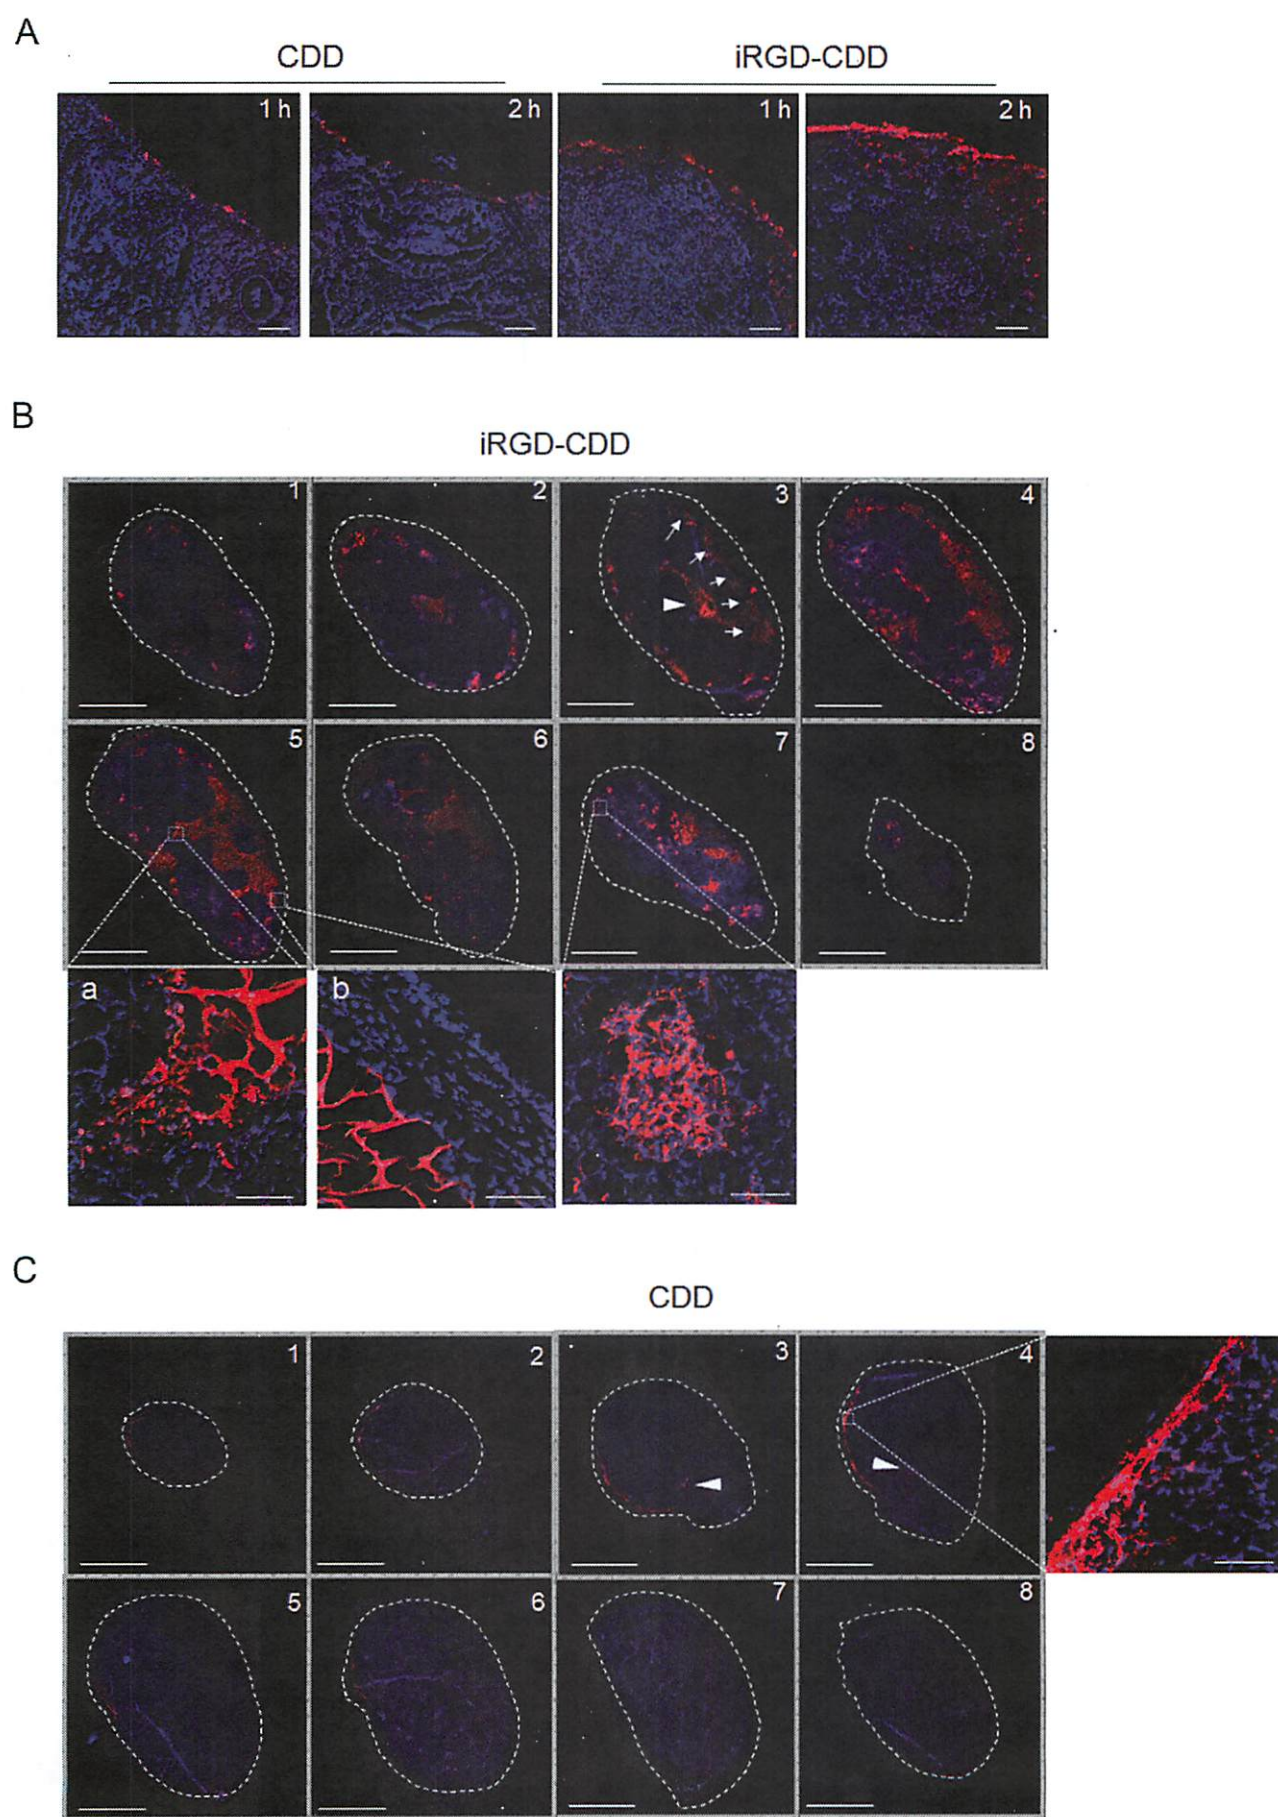 A
CDD iRGD-CDD
1 h 2 h 1 h 2 h
B
iRGD-CDD
1 2 3 4
5 6 7 8
a b
C
CDD
1 2 3 4
5 6 7 8